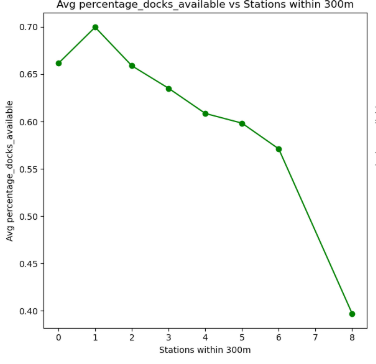 Avg percentage_docks_available vs Stations within 300m
Avg percentage_docks_available
0.70
0.65
0.60
0.55
0.50
0.45
0.40
0 1 2 3 4 5 6 7 8
Stations within 300m